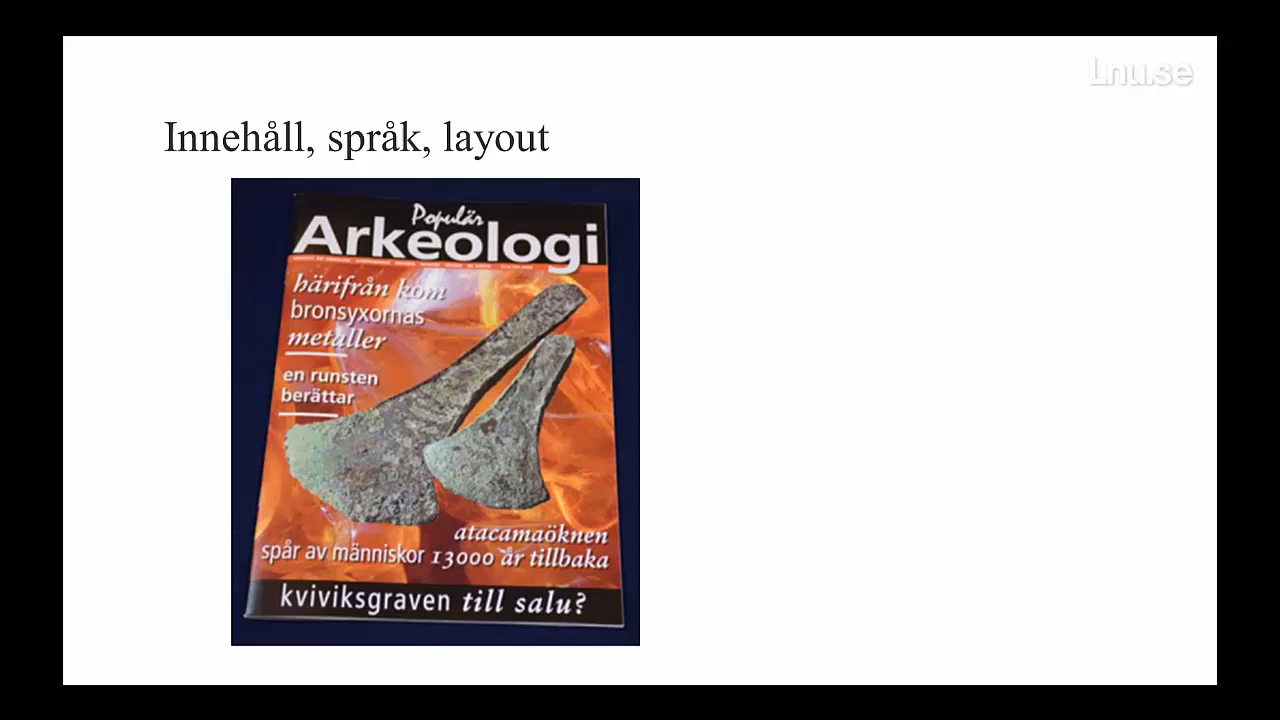 Lnu.se
Innehåll, språk, layout
Populär
Arkeologi
härifrån kom
bronsyxornas
metaller
en runsten
berättar
atacamaöknen
spår av människor 13000 år tillbaka
kviviksgraven till salu?